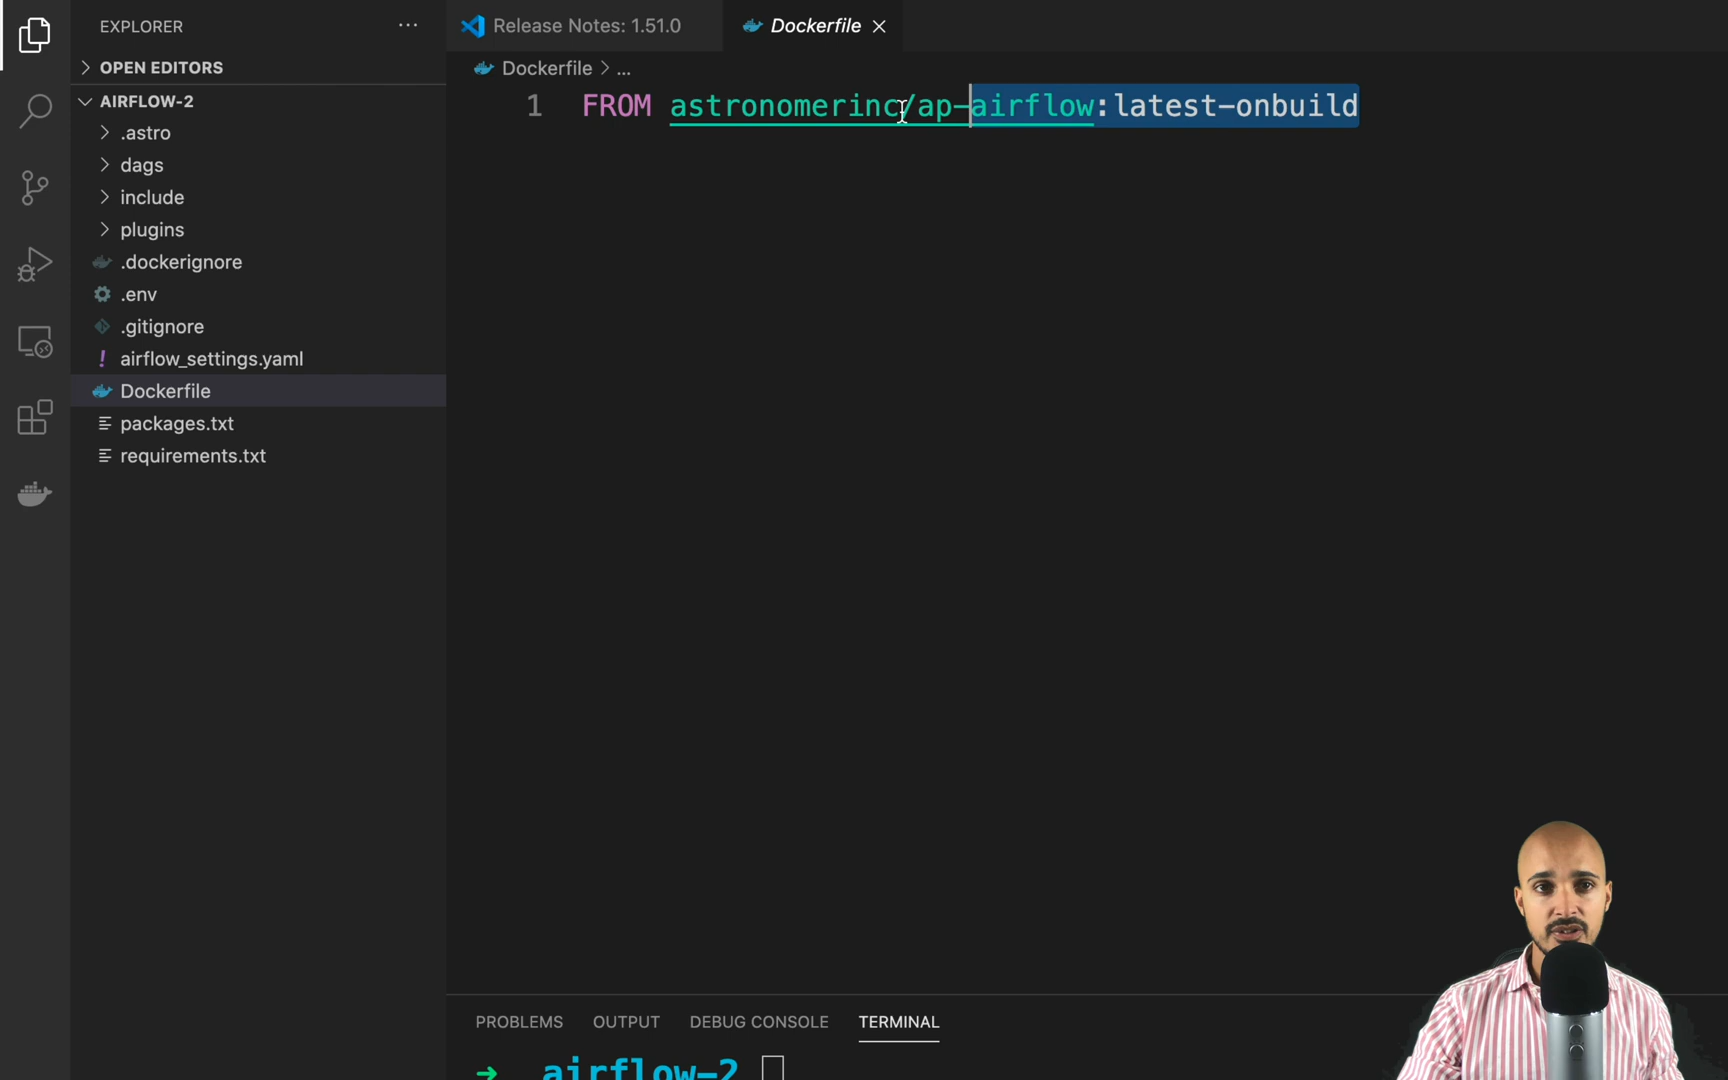 EXPLORER
Release Notes: 1.51.0
Dockerfile
OPEN EDITORS
Dockerfile > ...
AIRFLOW-2
1 FROM astronomerinc/ap-airflow:latest-onbuild
.astro
dags
include
plugins
.dockerignore
.env
.gitignore
! airflow_settings.yaml
Dockerfile
packages.txt
requirements.txt
PROBLEMS OUTPUT DEBUG CONSOLE TERMINAL
→ airflow-2